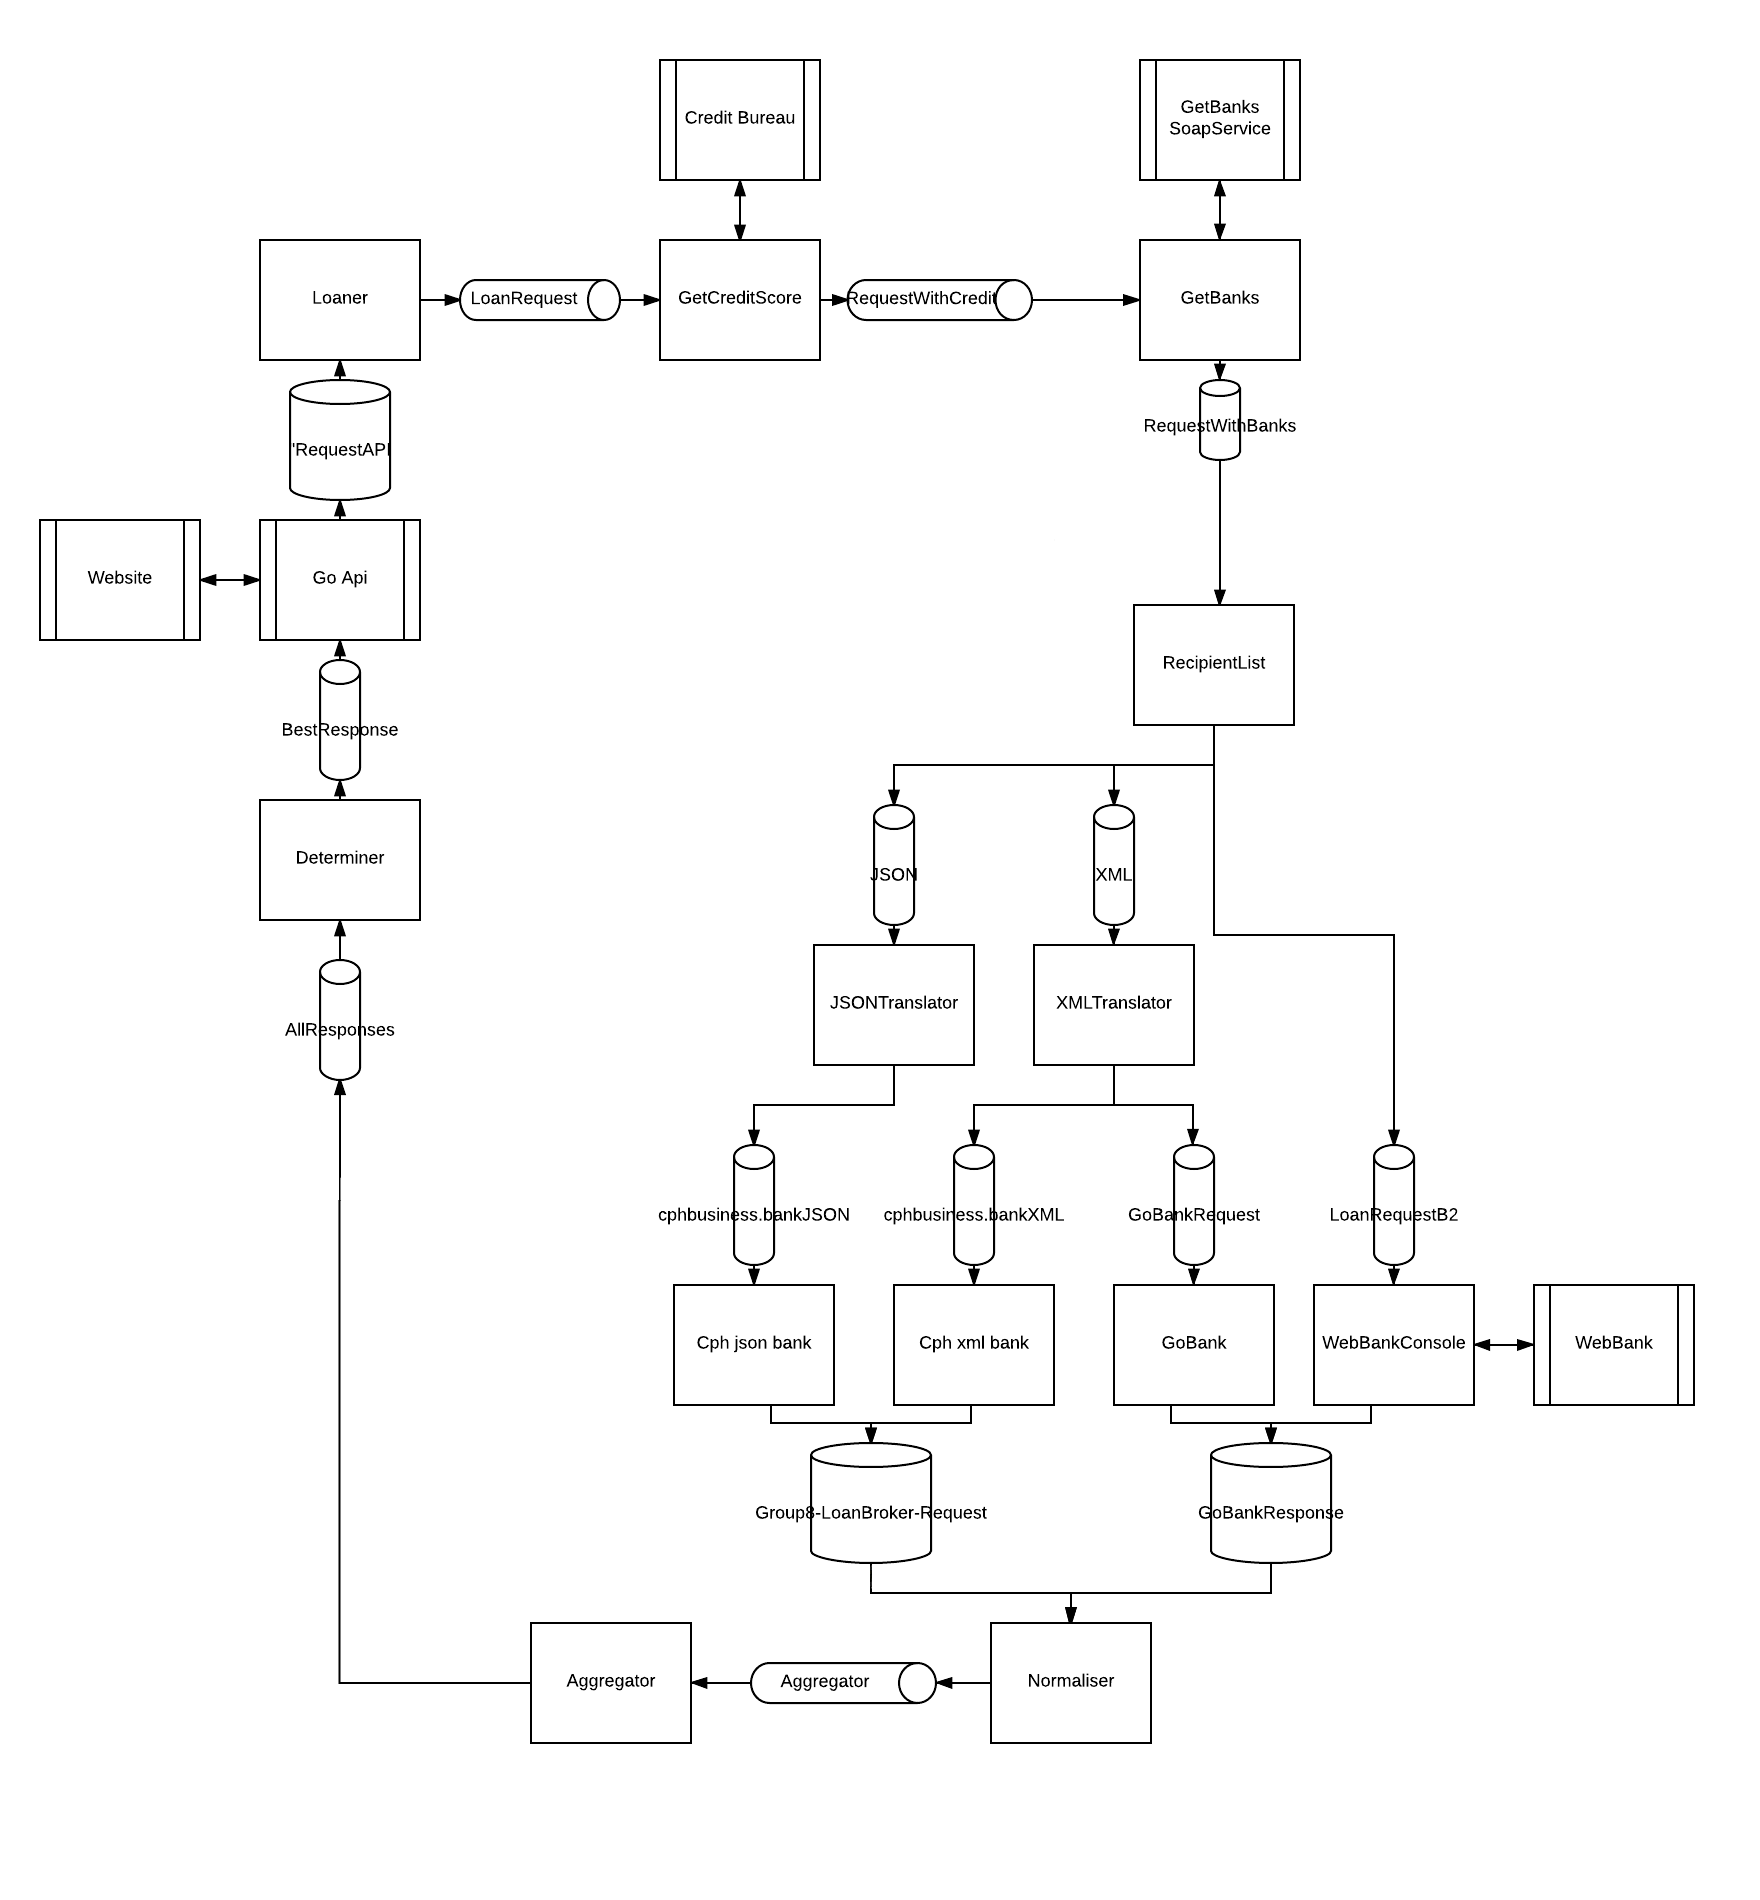 Credit Bureau
GetBanks
SoapService
Loaner
LoanRequest
GetCreditScore
RequestWithCredit
GetBanks
'RequestAPI
RequestWithBanks
Website
Go Api
RecipientList
BestResponse
Determiner
JSON
XML
JSONTranslator
XMLTranslator
AllResponses
cphbusiness.bankJSON
cphbusiness.bankXML
GoBankRequest
LoanRequestB2
Cph json bank
Cph xml bank
GoBank
WebBankConsole
WebBank
Group8-LoanBroker-Request
GoBankResponse
Aggregator
Aggregator
Normaliser